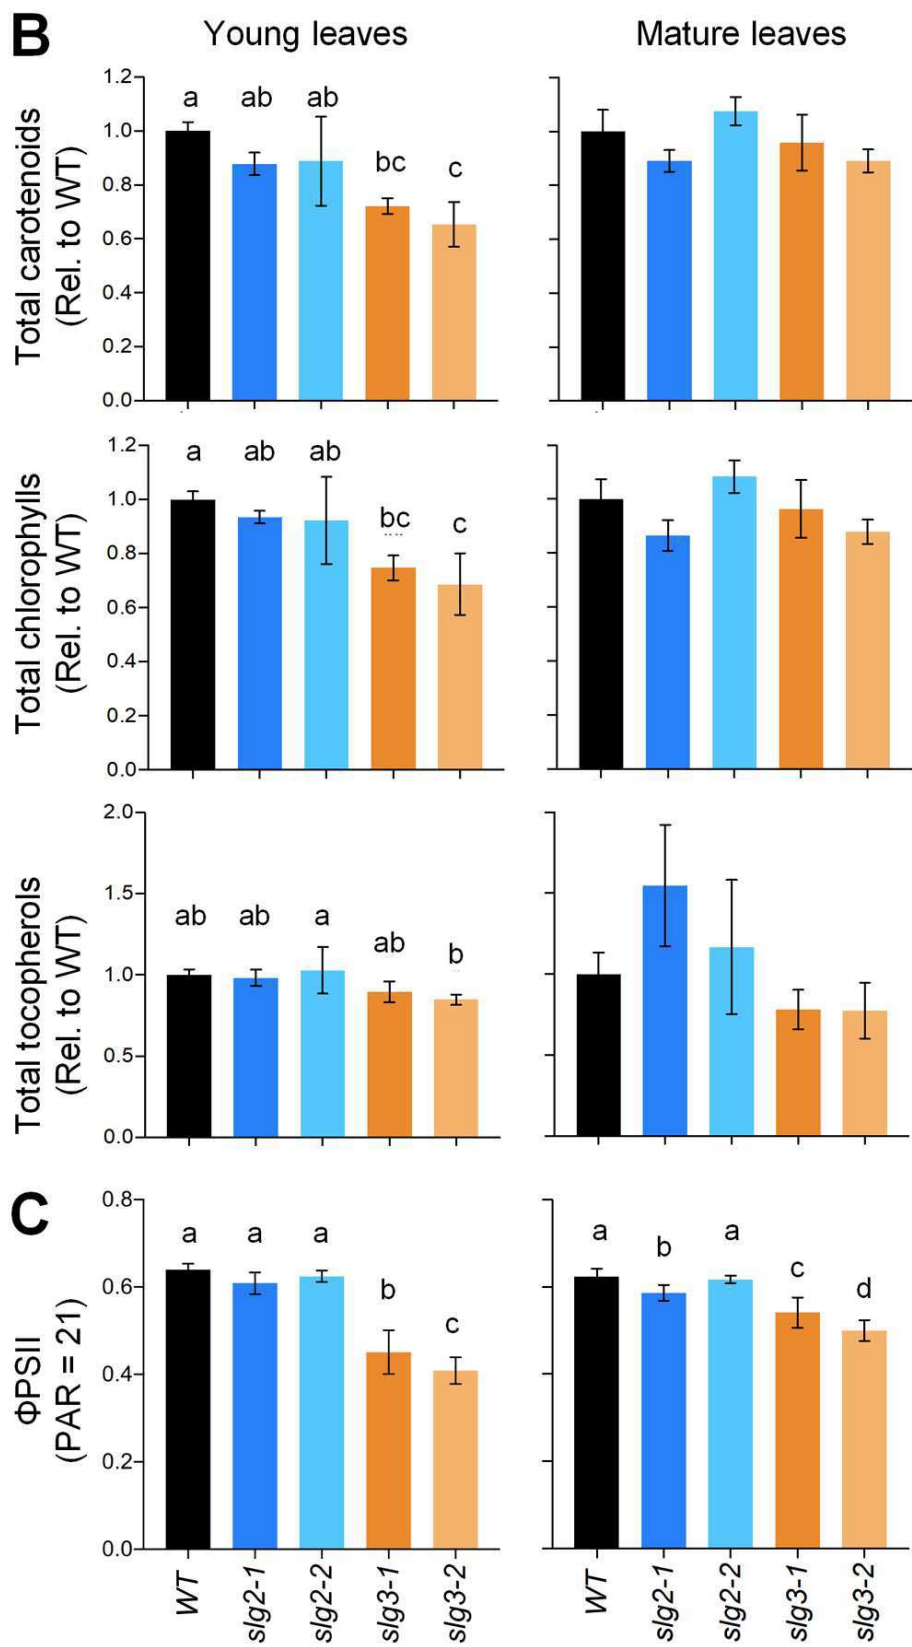 B
Young leaves
Mature leaves
Total carotenoids
(Rel. to WT)
1.2
1.0
0.8
0.6
0.4
0.2
0.0
a ab ab bc c
Total chlorophylls
(Rel. to WT)
1.2
1.0
0.8
0.6
0.4
0.2
0.0
a ab ab bc c
Total tocopherols
(Rel. to WT)
2.0
1.5
1.0
0.5
0.0
ab ab a ab b
C
ΦPSII
(PAR = 21)
0.8
0.6
0.4
0.2
0.0
a a a b c
a b a c d
WT slg2-1 slg2-2 slg3-1 slg3-2
WT slg2-1 slg2-2 slg3-1 slg3-2